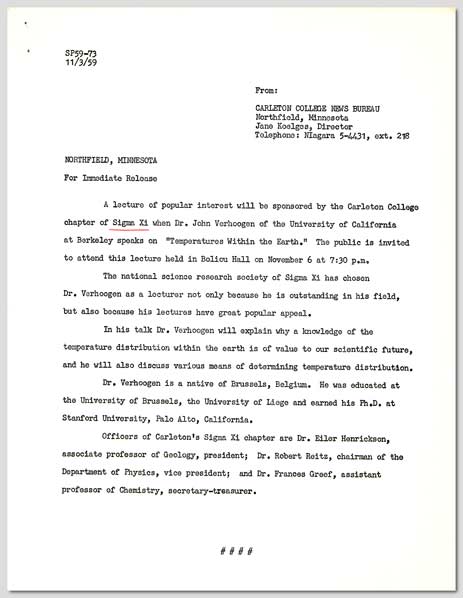 SP59-73
11/3/59
From:
CARLETON COLLEGE NEWS BUREAU
Northfield, Minnesota
Jane Koelges, Director
Telephone: NIagara 5-4431, ext. 218
NORTHFIELD, MINNESOTA
For Immediate Release
A lecture of popular interest will be sponsored by the Carleton College
chapter of Sigma Xi when Dr. John Verhoogen of the University of California
at Berkeley speaks on "Temperatures Within the Earth." The public is invited
to attend this lecture held in Boliou Hall on November 6 at 7:30 p.m.
The national science research society of Sigma Xi has chosen
Dr. Verhoogen as a lecturer not only because he is outstanding in his field,
but also because his lectures have great popular appeal.
In his talk Dr. Verhoogen will explain why a knowledge of the
temperature distribution within the earth is of value to our scientific future,
and he will also discuss various means of determining temperature distribution.
Dr. Verhoogen is a native of Brussels, Belgium. He was educated at
the University of Brussels, the University of Liege and earned his Ph.D. at
Stanford University, Palo Alto, California.
Officers of Carleton's Sigma Xi chapter are Dr. Eiler Henrickson,
associate professor of Geology, president; Dr. Robert Reitz, chairman of the
Department of Physics, vice president; and Dr. Frances Greef, assistant
professor of Chemistry, secretary-treasurer.
# # # #